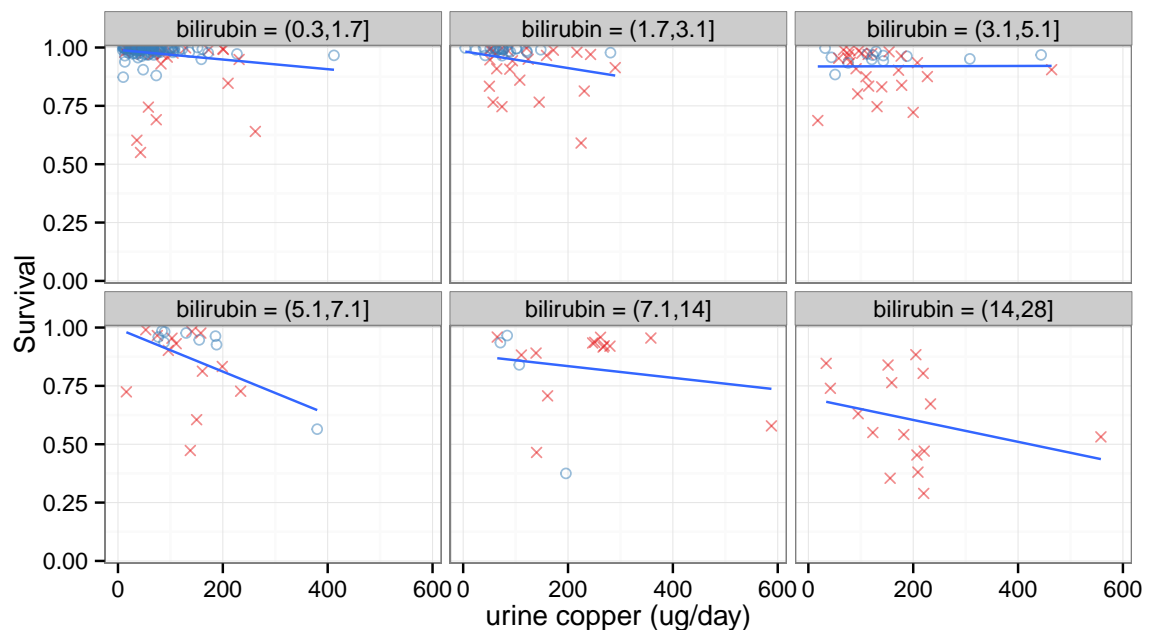 bilirubin = (0.3,1.7]
bilirubin = (1.7,3.1]
bilirubin = (3.1,5.1]
1.00
0.75
0.50
0.25
0.00
bilirubin = (5.1,7.1]
bilirubin = (7.1,14]
bilirubin = (14,28]
1.00
0.75
0.50
0.25
0.00
0 200 400 600
0 200 400 600
0 200 400 600
Survival
urine copper (ug/day)